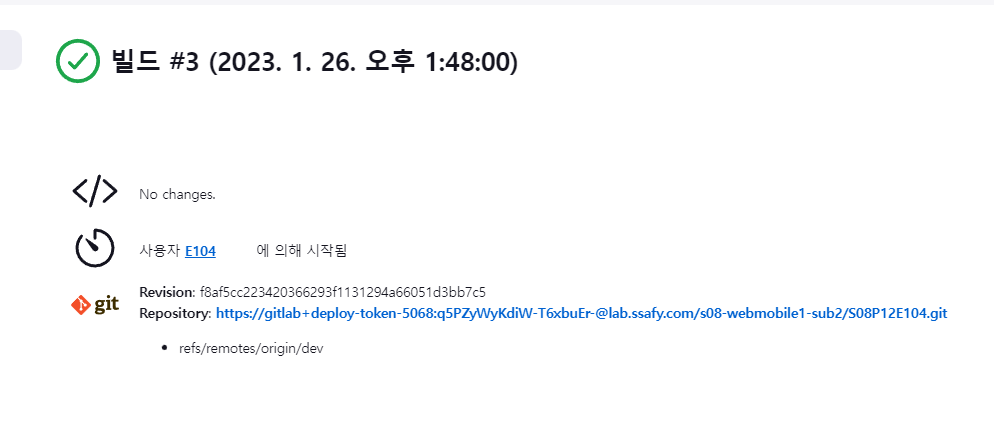 빌드 #3 (2023. 1. 26. 오후 1:48:00)
No changes.
사용자 E104 에 의해 시작됨
git
Revision: f8af5cc223420366293f1131294a66051d3bb7c5
Repository: https://gitlab+deploy-token-5068:q5PZyWyKdiW-T6xbuEr-@lab.ssafy.com/s08-webmobile1-sub2/S08P12E104.git
refs/remotes/origin/dev